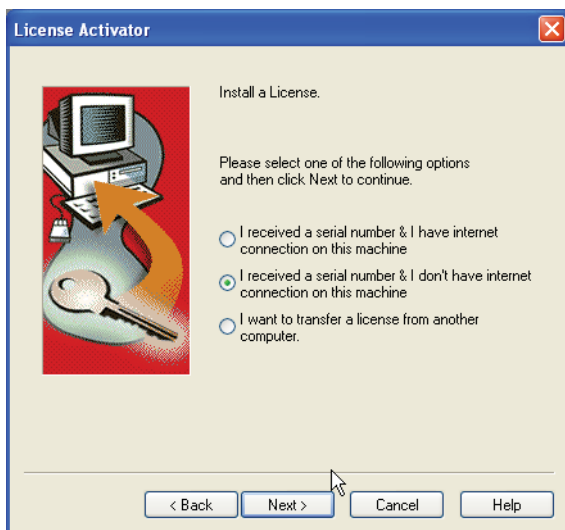 License Activator
Install a License.
Please select one of the following options
and then click Next to continue.
I received a serial number & I have internet
connection on this machine
I received a serial number & I don't have internet
connection on this machine
I want to transfer a license from another
computer.
< Back
Next >
Cancel
Help